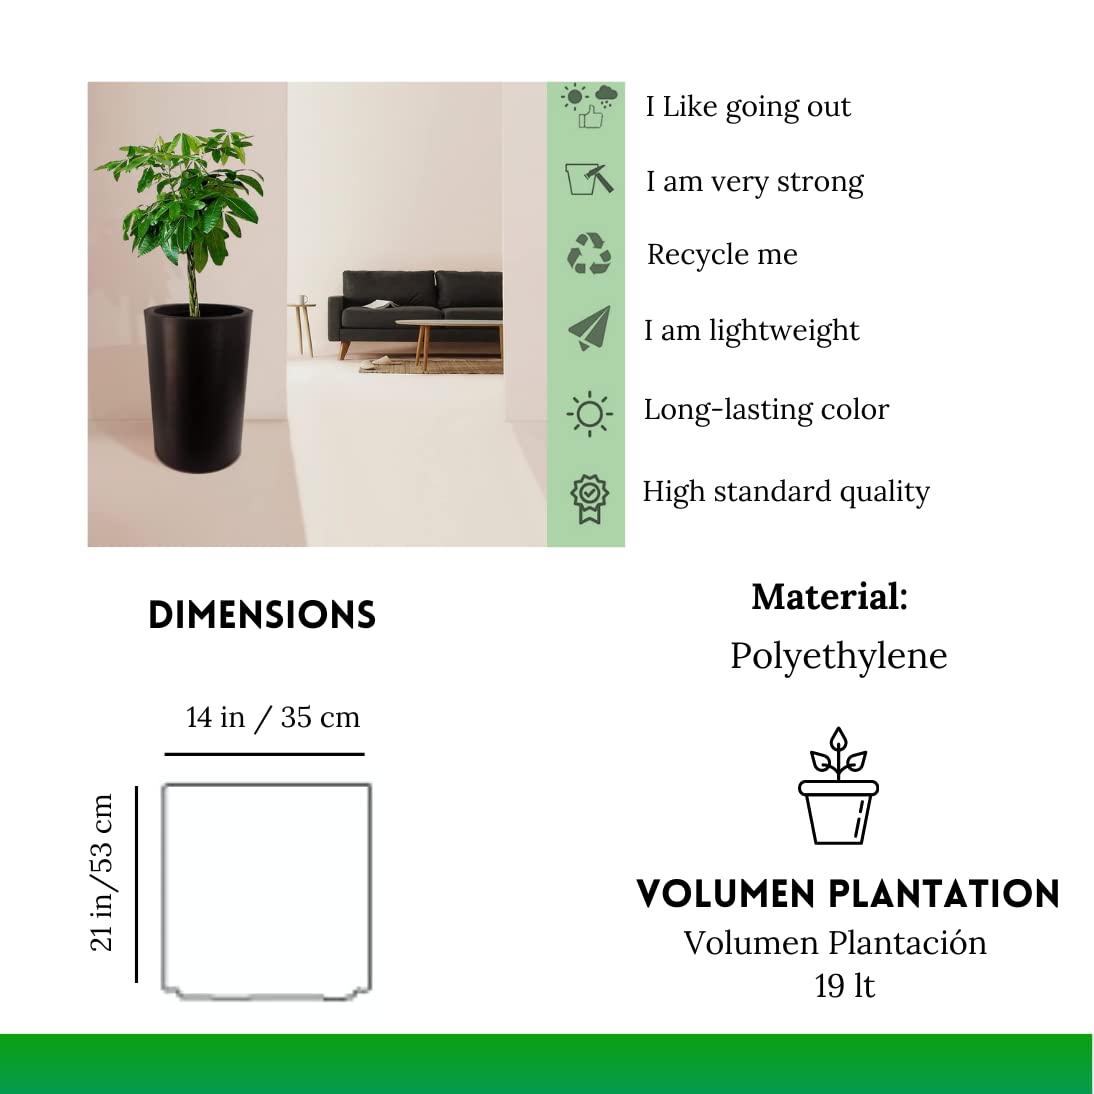 I Like going out
I am very strong
Recycle me
I am lightweight
Long-lasting color
High standard quality
DIMENSIONS
14 in / 35 cm
21 in/53 cm
Material:
Polyethylene
VOLUMEN PLANTATION
Volumen Plantación
19 lt